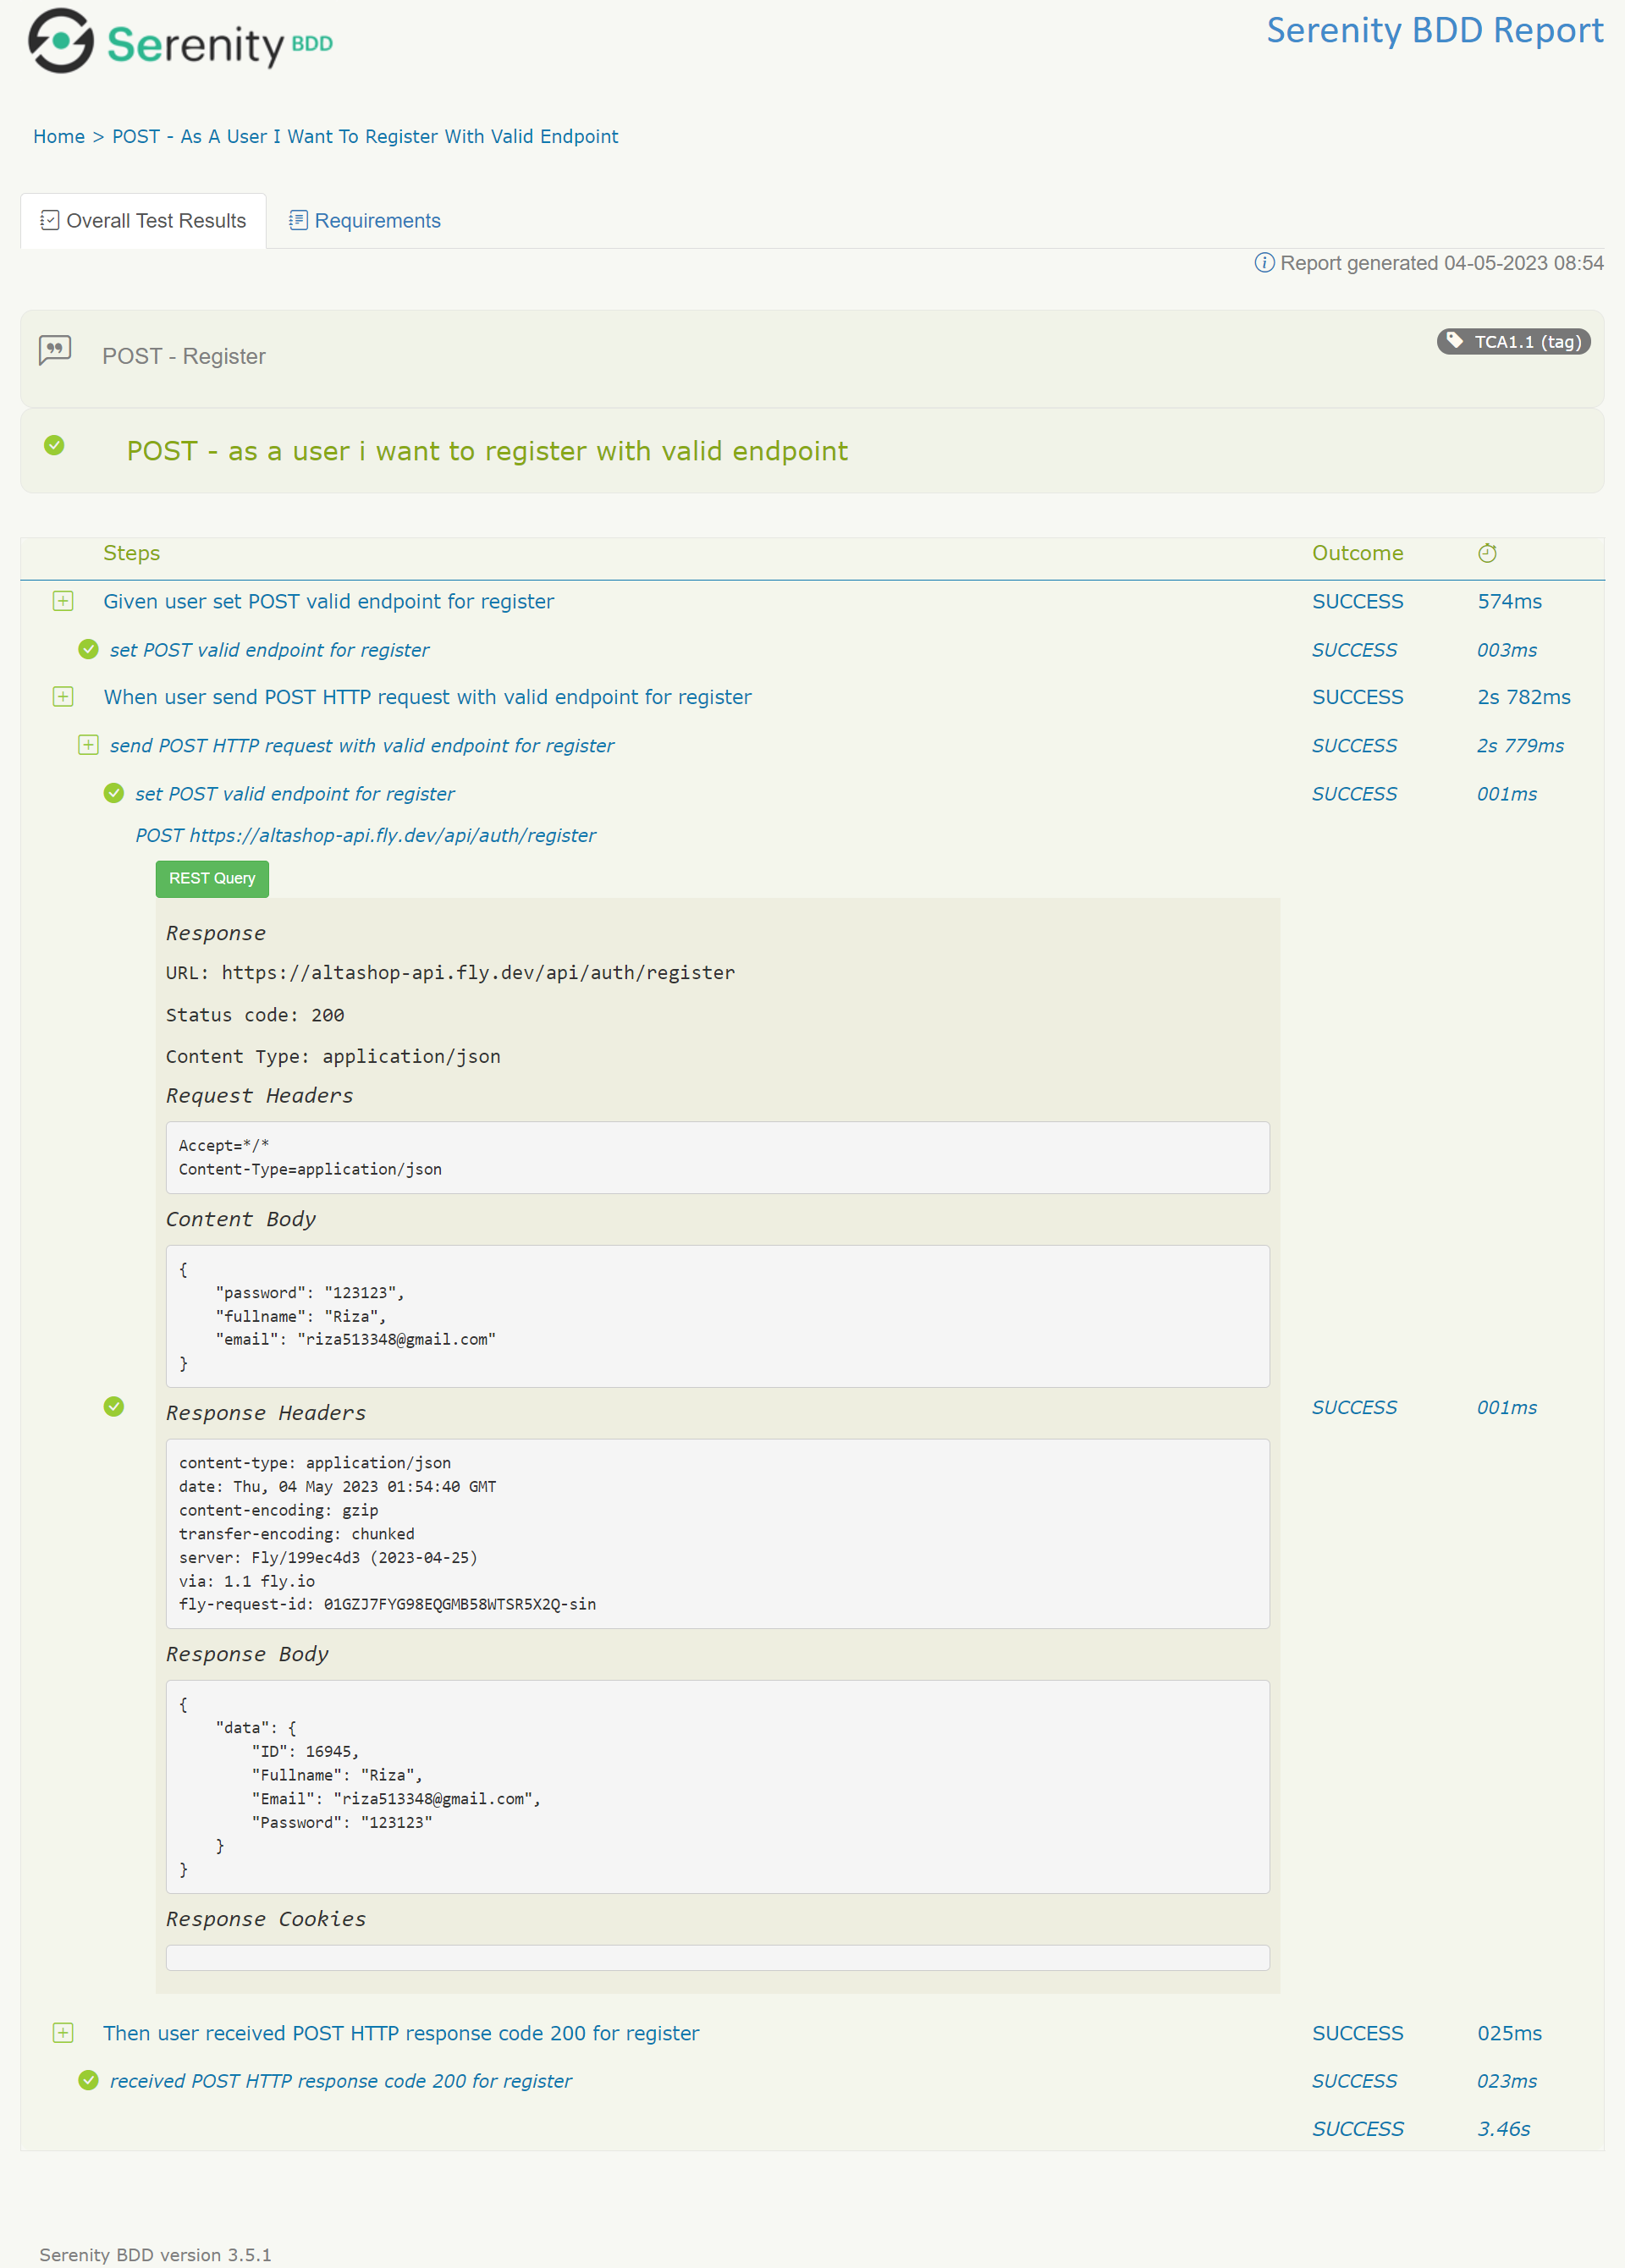 Serenity BDD
Serenity BDD Report
Home > POST - As A User I Want To Register With Valid Endpoint
Overall Test Results
Requirements
Report generated 04-05-2023 08:54
POST - Register
TCA1.1 (tag)
POST - as a user i want to register with valid endpoint
Steps Outcome
Given user set POST valid endpoint for register SUCCESS 574ms
set POST valid endpoint for register SUCCESS 003ms
When user send POST HTTP request with valid endpoint for register SUCCESS 2s 782ms
send POST HTTP request with valid endpoint for register SUCCESS 2s 779ms
set POST valid endpoint for register SUCCESS 001ms
POST https://altashop-api.fly.dev/api/auth/register
REST Query
Response
URL: https://altashop-api.fly.dev/api/auth/register
Status code: 200
Content Type: application/json
Request Headers
Accept=*/*
Content-Type=application/json
Content Body
{
    "password": "123123",
    "fullname": "Riza",
    "email": "riza513348@gmail.com"
}
Response Headers
SUCCESS 001ms
content-type: application/json
date: Thu, 04 May 2023 01:54:40 GMT
content-encoding: gzip
transfer-encoding: chunked
server: Fly/199ec4d3 (2023-04-25)
via: 1.1 fly.io
fly-request-id: 01GZJ7FYG98EQGMB58WTSR5X2Q-sin
Response Body
{
    "data": {
        "ID": 16945,
        "Fullname": "Riza",
        "Email": "riza513348@gmail.com",
        "Password": "123123"
    }
}
Response Cookies
Then user received POST HTTP response code 200 for register SUCCESS 025ms
received POST HTTP response code 200 for register SUCCESS 023ms
SUCCESS 3.46s
Serenity BDD version 3.5.1